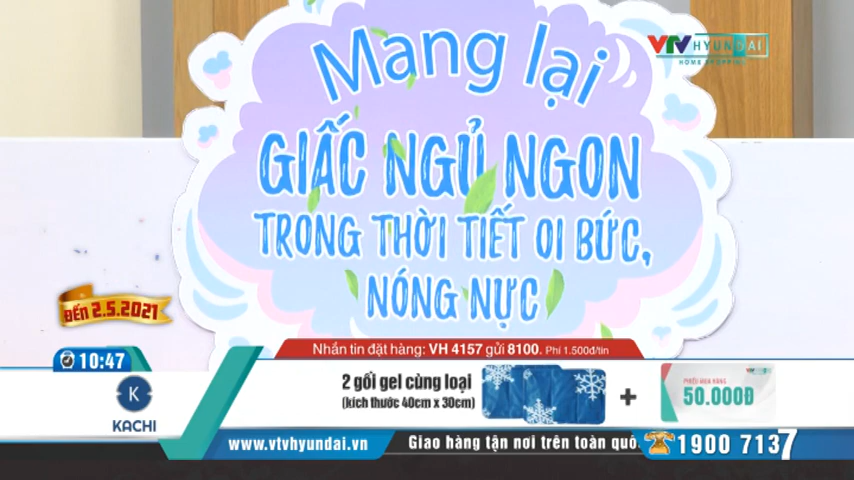 VTV HYUNDAI
HOME SHOPPING
Mang lại
GIẤC NGỦ NGON
TRONG THỜI TIẾT OI BỨC,
NÓNG NỰC
ĐẾN 2.5.2021
10:47
Nhắn tin đặt hàng: VH 4157 gửi 8100. Phí 1.500đ/tin
K
KACHI
2 gối gel cùng loại
(kích thước 40cm x 30cm)
+
PHIẾU MUA HÀNG
50.000Đ
www.vtvhyundai.vn
Giao hàng tận nơi trên toàn quố
1900 7137